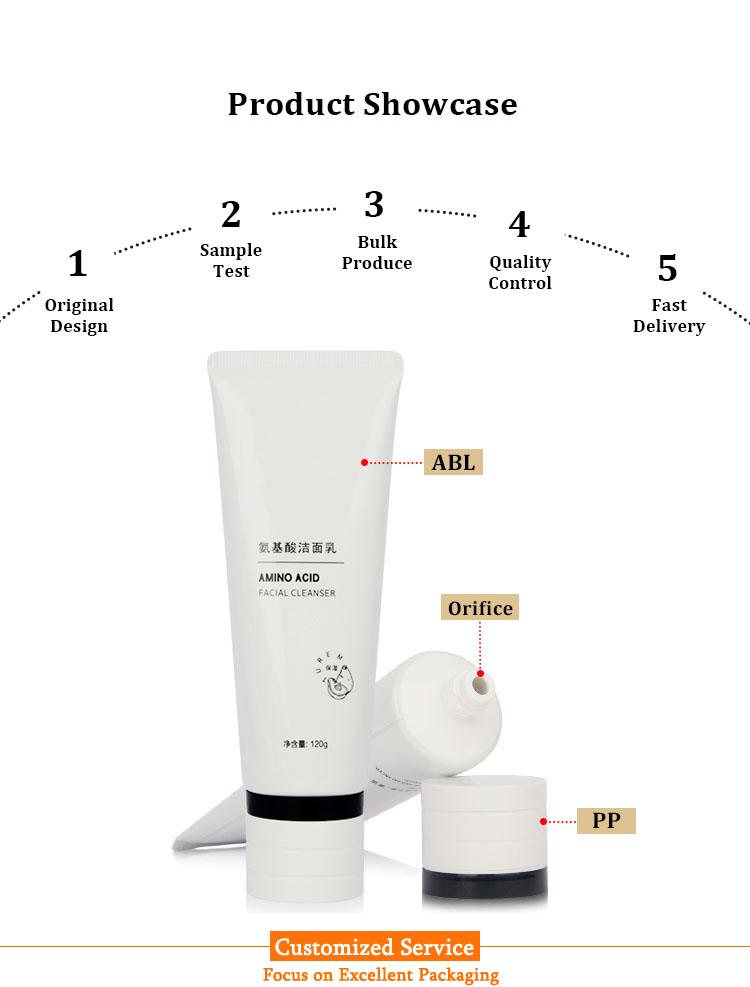 Product Showcase
1
Original
Design
2
Sample
Test
3
Bulk
Produce
4
Quality
Control
5
Fast
Delivery
ABL
氨基酸洁面乳
AMINO ACID
FACIAL CLEANSER
Orifice
保湿
净含量: 120g
PP
Customized Service
Focus on Excellent Packaging